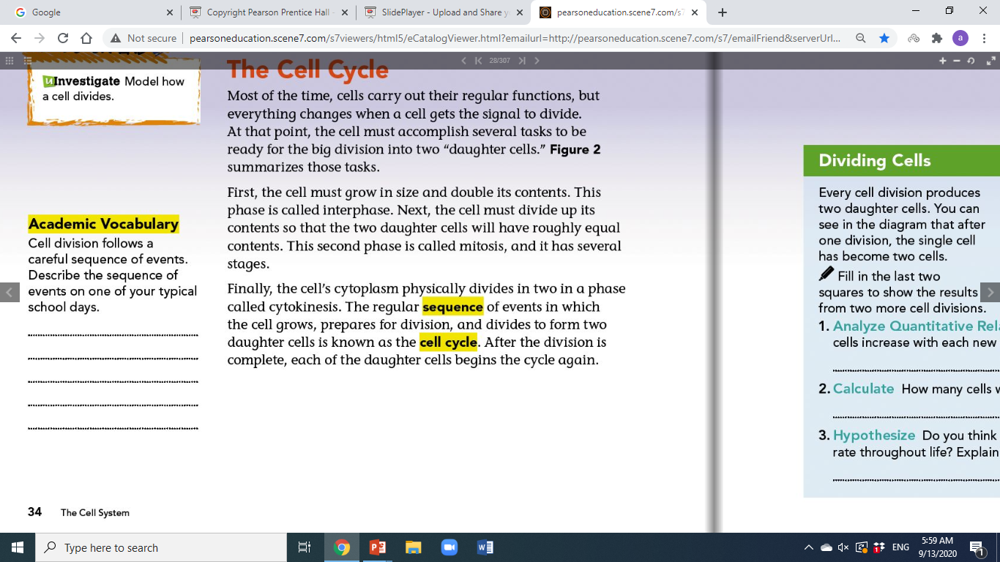 Google
Copyright Pearson Prentice Hall -
SlidePlayer - Upload and Share y
pearsoneducation.scene7.com/s7
Not secure
pearsoneducation.scene7.com/s7viewers/html5/eCatalogViewer.html?emailurl=http://pearsoneducation.scene7.com/s7/emailFriend&serverUrl...
a
28/307
Investigate Model how
a cell divides.
The Cell Cycle
Most of the time, cells carry out their regular functions, but
everything changes when a cell gets the signal to divide.
At that point, the cell must accomplish several tasks to be
ready for the big division into two “daughter cells.” Figure 2
summarizes those tasks.
First, the cell must grow in size and double its contents. This
phase is called interphase. Next, the cell must divide up its
contents so that the two daughter cells will have roughly equal
contents. This second phase is called mitosis, and it has several
stages.
Finally, the cell’s cytoplasm physically divides in two in a phase
called cytokinesis. The regular sequence of events in which
the cell grows, prepares for division, and divides to form two
daughter cells is known as the cell cycle. After the division is
complete, each of the daughter cells begins the cycle again.
Academic Vocabulary
Cell division follows a
careful sequence of events.
Describe the sequence of
events on one of your typical
school days.
34 The Cell System
Dividing Cells
Every cell division produces
two daughter cells. You can
see in the diagram that after
one division, the single cell
has become two cells.
Fill in the last two
squares to show the results
from two more cell divisions.
1. Analyze Quantitative Rel
cells increase with each new
2. Calculate How many cells
3. Hypothesize Do you think
rate throughout life? Explain
Type here to search
ENG
5:59 AM
9/13/2020